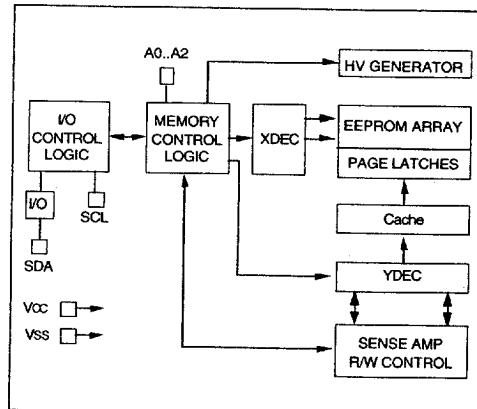 A0..A2
HV GENERATOR
I/O
CONTROL
LOGIC
MEMORY
CONTROL
LOGIC
XDEC
EEPROM ARRAY
PAGE LATCHES
I/O
SCL
SDA
Cache
YDEC
VCC
VSS
SENSE AMP
R/W CONTROL